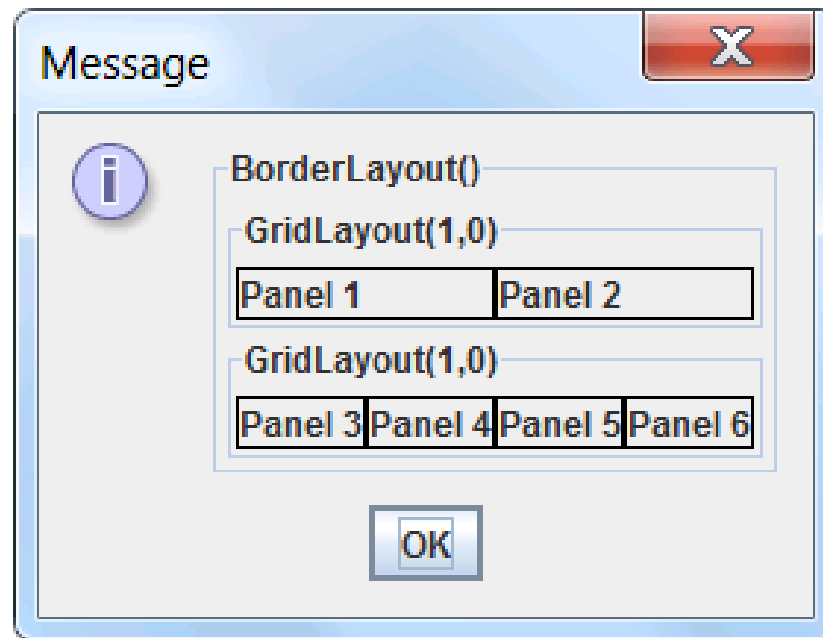 Message
BorderLayout()
GridLayout(1,0)
Panel 1 Panel 2
GridLayout(1,0)
Panel 3 Panel 4 Panel 5 Panel 6
OK